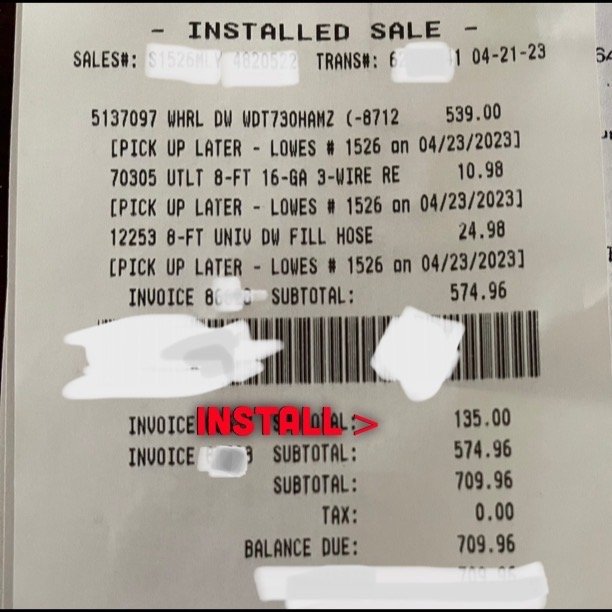 - INSTALLED SALE -
SALES#: S1526MLY 4820522 TRANS#: 04-21-23
5137097 WHRL DW WDT730HAMZ (-8712 539.00
[PICK UP LATER - LOWES # 1526 on 04/23/2023]
70305 UTLT 8-FT 16-GA 3-WIRE RE 10.98
[PICK UP LATER - LOWES # 1526 on 04/23/2023]
12253 8-FT UNIV DW FILL HOSE 24.98
[PICK UP LATER - LOWES # 1526 on 04/23/2023]
INVOICE SUBTOTAL: 574.96
INVOICE INSTALL > 135.00
INVOICE SUBTOTAL: 574.96
SUBTOTAL: 709.96
TAX: 0.00
BALANCE DUE: 709.96